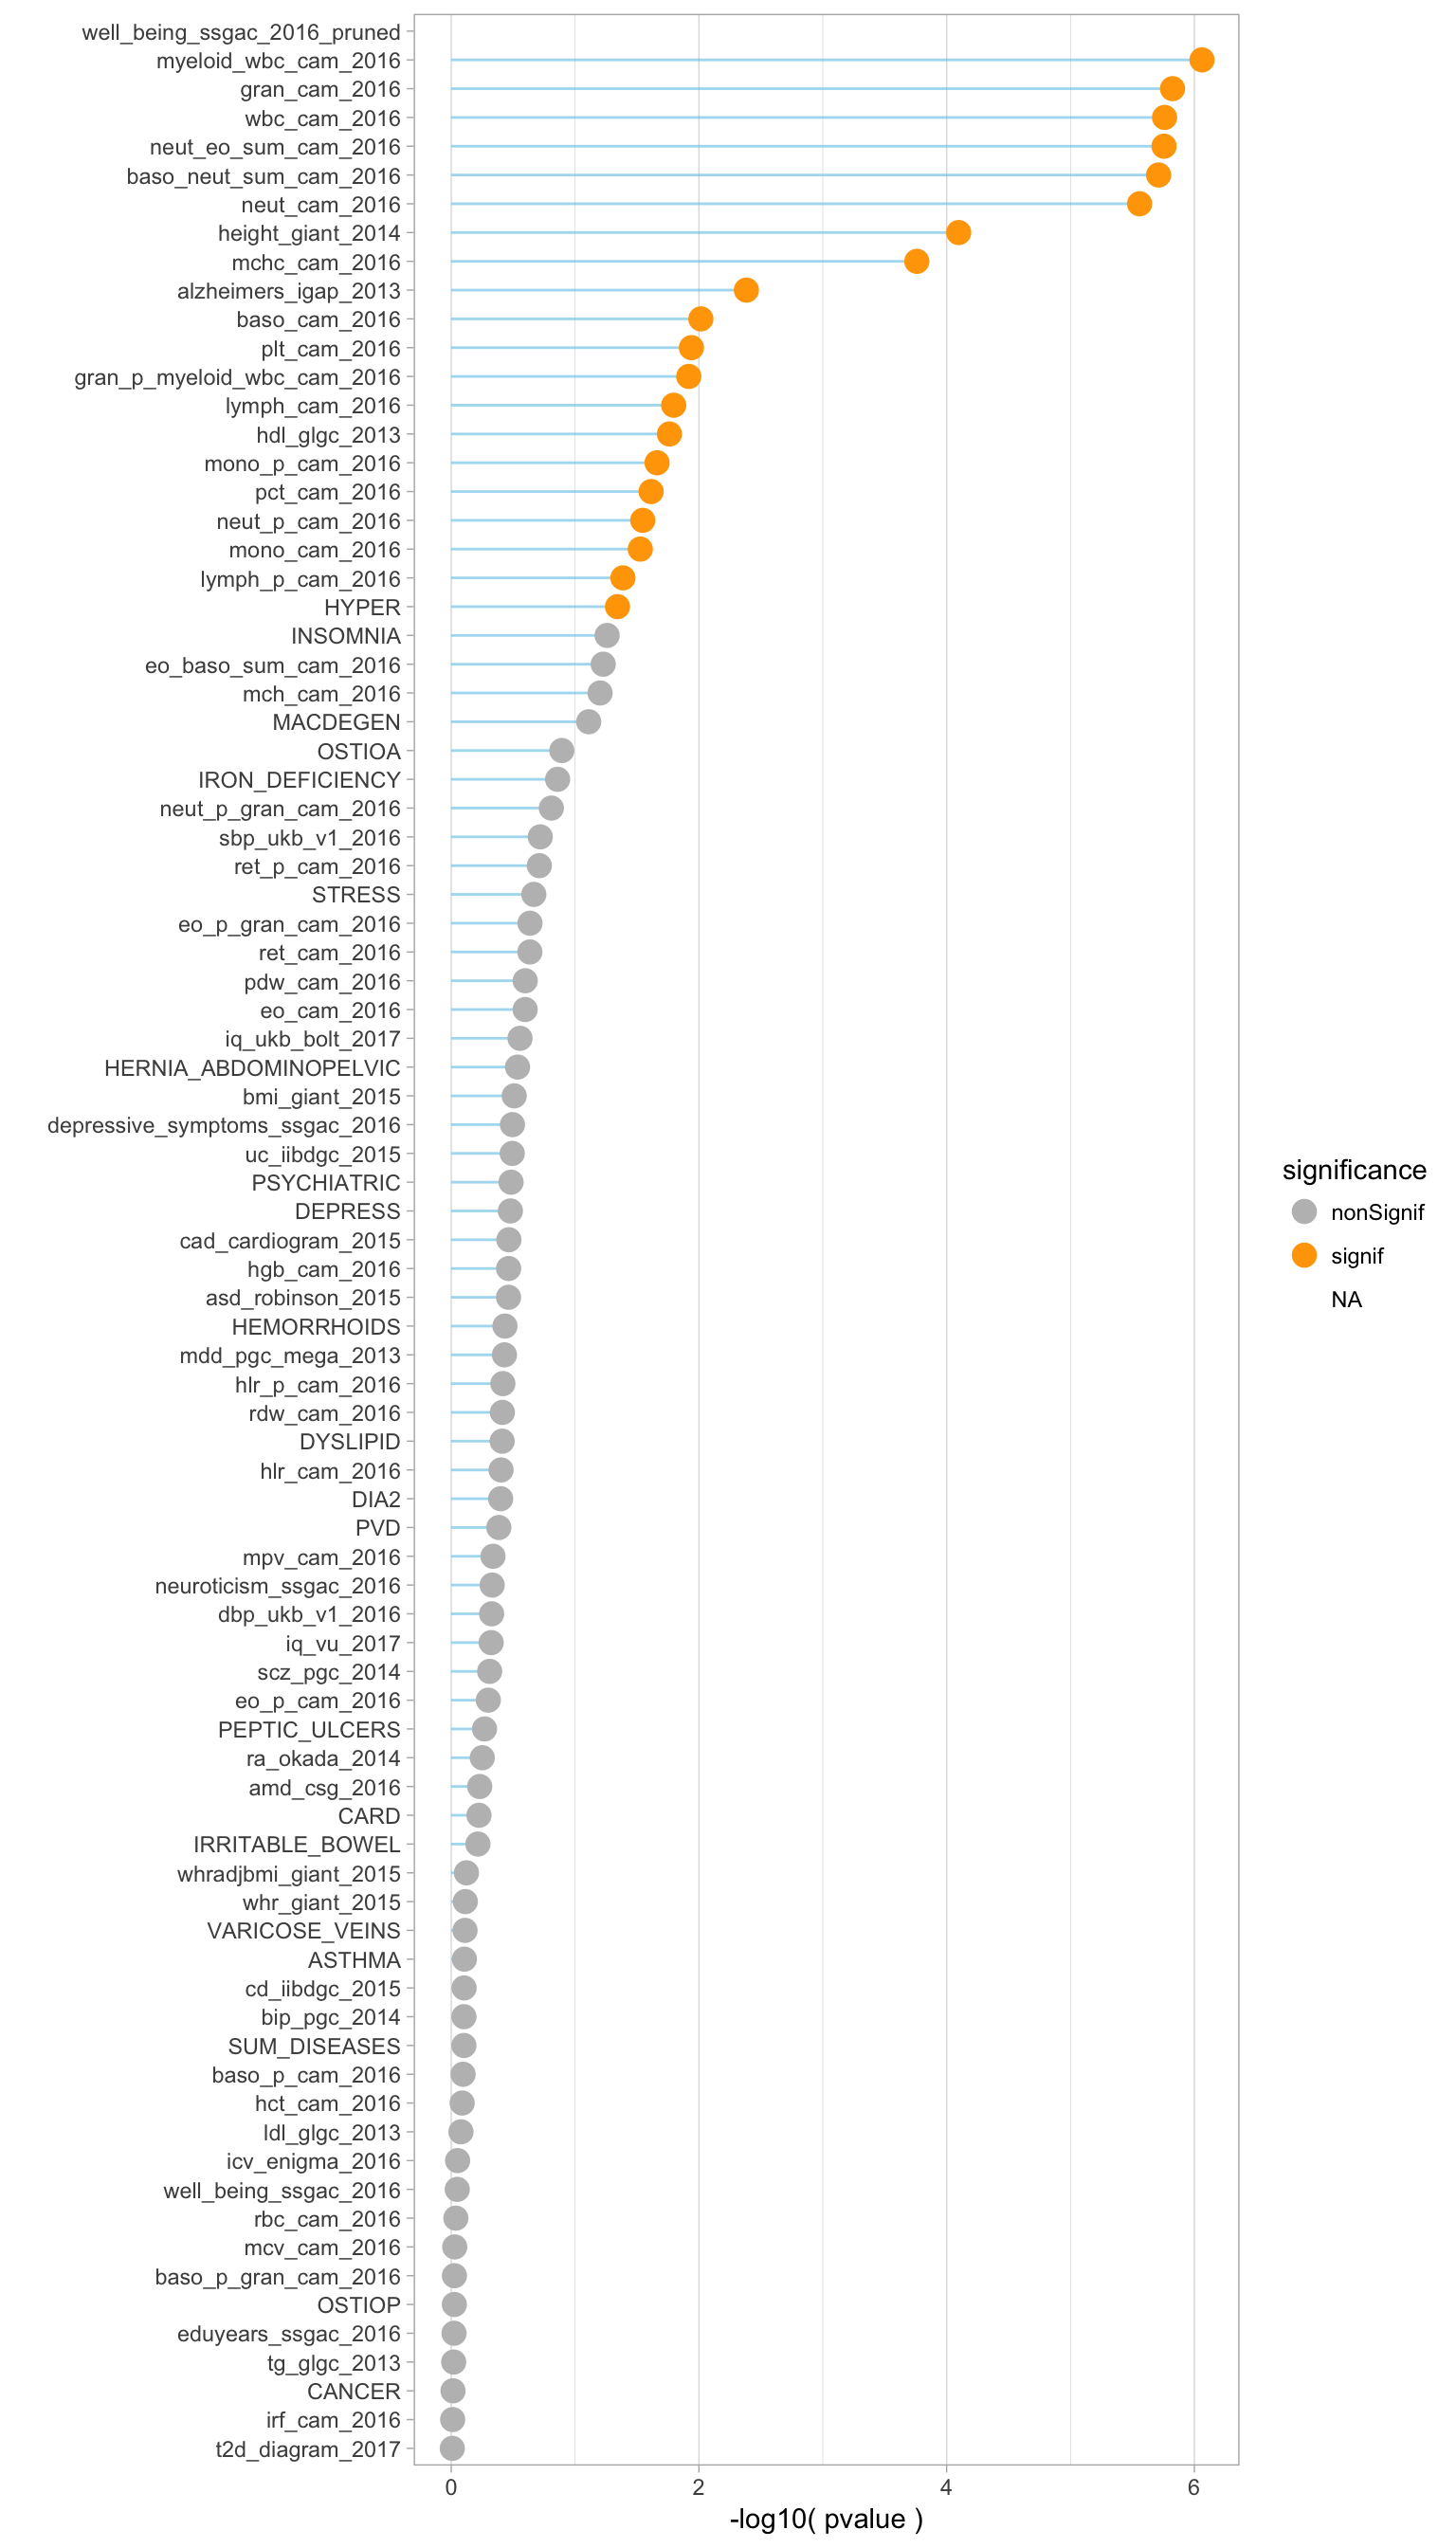 well_being_ssgac_2016_pruned
myeloid_wbc_cam_2016
gran_cam_2016
wbc_cam_2016
neut_eo_sum_cam_2016
baso_neut_sum_cam_2016
neut_cam_2016
height_giant_2014
mchc_cam_2016
alzheimers_igap_2013
baso_cam_2016
plt_cam_2016
gran_p_myeloid_wbc_cam_2016
lymph_cam_2016
hdl_glgc_2013
mono_p_cam_2016
pct_cam_2016
neut_p_cam_2016
mono_cam_2016
lymph_p_cam_2016
HYPER
INSOMNIA
eo_baso_sum_cam_2016
mch_cam_2016
MACDEGEN
OSTIOA
IRON_DEFICIENCY
neut_p_gran_cam_2016
sbp_ukb_v1_2016
ret_p_cam_2016
STRESS
eo_p_gran_cam_2016
ret_cam_2016
pdw_cam_2016
eo_cam_2016
iq_ukb_bolt_2017
HERNIA_ABDOMINOPELVIC
bmi_giant_2015
depressive_symptoms_ssgac_2016
uc_iibdgc_2015
PSYCHIATRIC
DEPRESS
cad_cardiogram_2015
hgb_cam_2016
asd_robinson_2015
HEMORRHOIDS
mdd_pgc_mega_2013
hlr_p_cam_2016
rdw_cam_2016
DYSLIPID
hlr_cam_2016
DIA2
PVD
mpv_cam_2016
neuroticism_ssgac_2016
dbp_ukb_v1_2016
iq_vu_2017
scz_pgc_2014
eo_p_cam_2016
PEPTIC_ULCERS
ra_okada_2014
amd_csg_2016
CARD
IRRITABLE_BOWEL
whradjbmi_giant_2015
whr_giant_2015
VARICOSE_VEINS
ASTHMA
cd_iibdgc_2015
bip_pgc_2014
SUM_DISEASES
baso_p_cam_2016
hct_cam_2016
ldl_glgc_2013
icv_enigma_2016
well_being_ssgac_2016
rbc_cam_2016
mcv_cam_2016
baso_p_gran_cam_2016
OSTIOP
eduyears_ssgac_2016
tg_glgc_2013
CANCER
irf_cam_2016
t2d_diagram_2017
0 2 4 6
-log10( pvalue )
significance
nonSignif
signif
NA